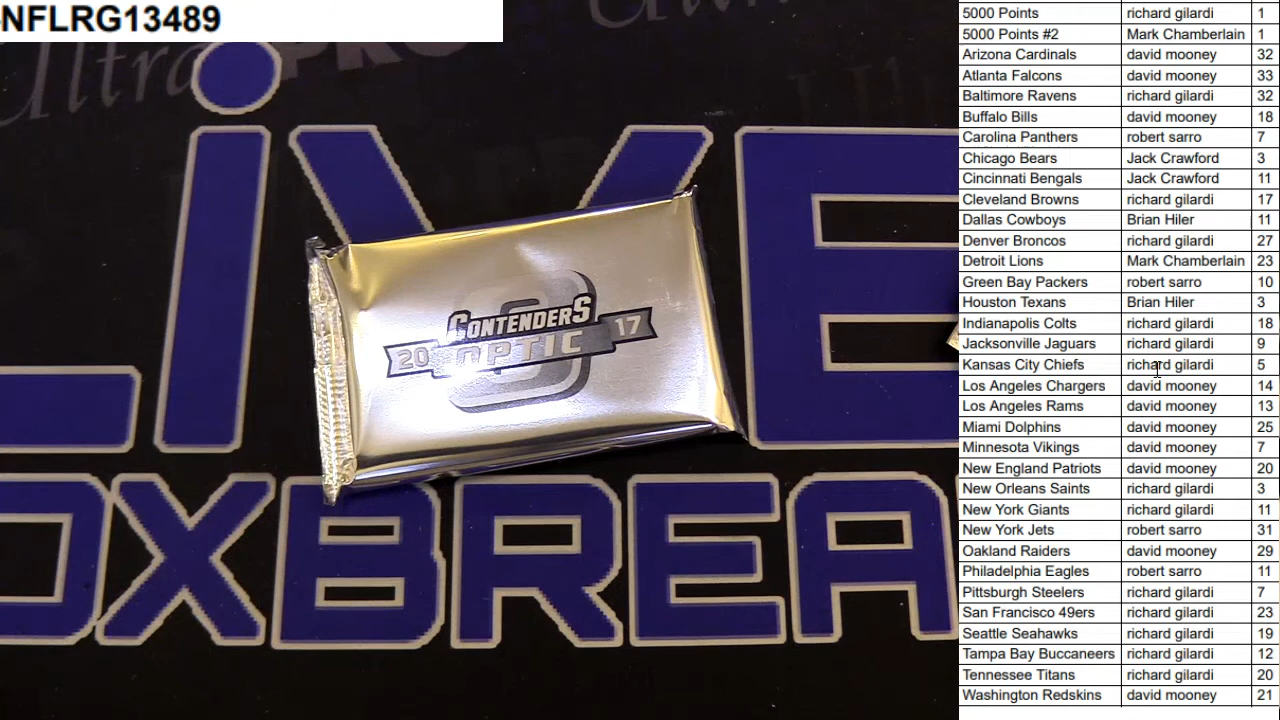 NFLRG13489
Ultra PRO
LiVE
BOXBREA
CONTENDERS
20 OPTIC 17
5000 Points richard gilardi 1
5000 Points #2 Mark Chamberlain 1
Arizona Cardinals david mooney 32
Atlanta Falcons david mooney 33
Baltimore Ravens richard gilardi 32
Buffalo Bills david mooney 18
Carolina Panthers robert sarro 7
Chicago Bears Jack Crawford 3
Cincinnati Bengals Jack Crawford 11
Cleveland Browns richard gilardi 17
Dallas Cowboys Brian Hiler 11
Denver Broncos richard gilardi 27
Detroit Lions Mark Chamberlain 23
Green Bay Packers robert sarro 10
Houston Texans Brian Hiler 3
Indianapolis Colts richard gilardi 18
Jacksonville Jaguars richard gilardi 9
Kansas City Chiefs richard gilardi 5
Los Angeles Chargers david mooney 14
Los Angeles Rams david mooney 13
Miami Dolphins david mooney 25
Minnesota Vikings david mooney 7
New England Patriots david mooney 20
New Orleans Saints richard gilardi 3
New York Giants richard gilardi 11
New York Jets robert sarro 31
Oakland Raiders david mooney 29
Philadelphia Eagles robert sarro 11
Pittsburgh Steelers richard gilardi 7
San Francisco 49ers richard gilardi 23
Seattle Seahawks richard gilardi 19
Tampa Bay Buccaneers richard gilardi 12
Tennessee Titans richard gilardi 20
Washington Redskins david mooney 21